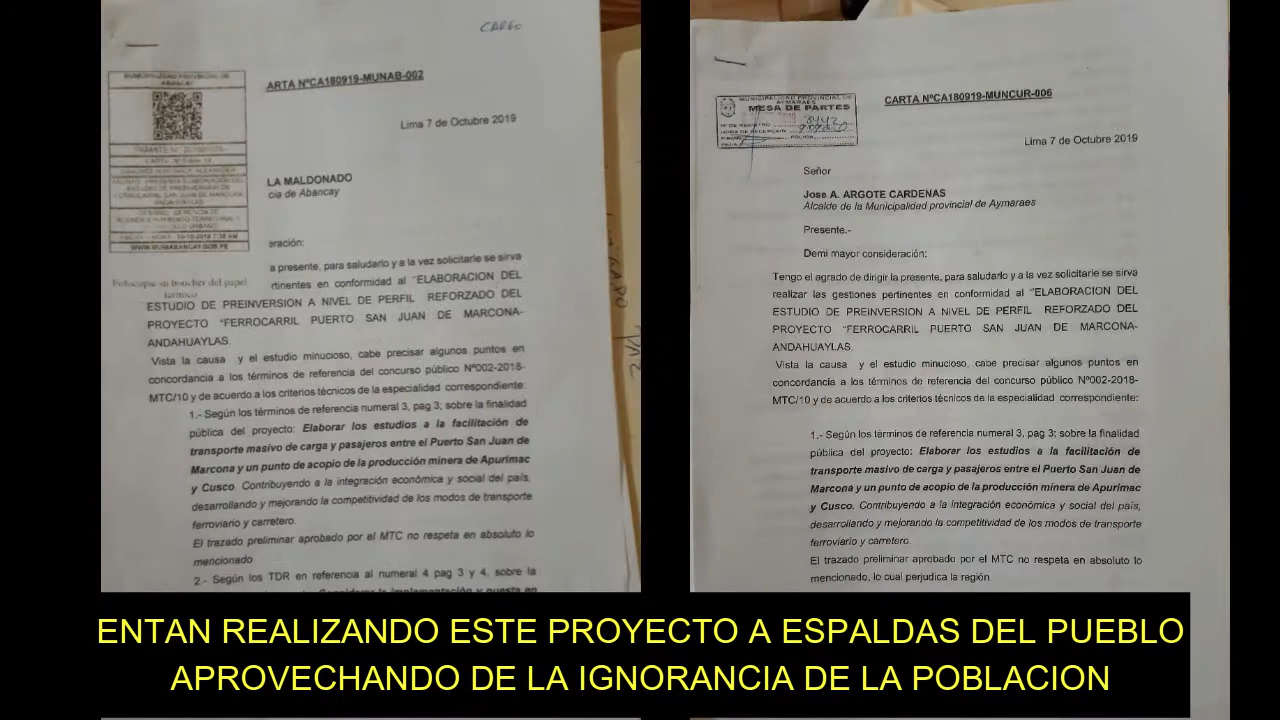 CARGO
MUNICIPALIDAD PROVINCIAL DE
ABANCAY
WWW.MUNIABANCAY.GOB.PE
Fotocopie su boucher del papel
termico
ARTA NºCA180919-MUNAB-002
Lima 7 de Octubre 2019
LA MALDONADO
cia de Abancay
eración:
a presente, para saludarlo y a la vez solicitarle se sirva
rtinentes en conformidad al “ELABORACION DEL
ESTUDIO DE PREINVERSION A NIVEL DE PERFIL REFORZADO DEL
PROYECTO “FERROCARRIL PUERTO SAN JUAN DE MARCONA-
ANDAHUAYLAS.
Vista la causa y el estudio minucioso, cabe precisar algunos puntos en
concordancia a los términos de referencia del concurso público Nº002-2018-
MTC/10 y de acuerdo a los criterios técnicos de la especialidad correspondiente:
1.- Según los términos de referencia numeral 3, pag 3; sobre la finalidad
pública del proyecto: Elaborar los estudios a la facilitación de
transporte masivo de carga y pasajeros entre el Puerto San Juan de
Marcona y un punto de acopio de la producción minera de Apurímac
y Cusco. Contribuyendo a la integración económica y social del país,
desarrollando y mejorando la competitividad de los modos de transporte
ferroviario y carretero.
El trazado preliminar aprobado por el MTC no respeta en absoluto lo
mencionado
2.- Según los TDR en referencia al numeral 4 pag 3 y 4, sobre la
MUNICIPALIDAD PROVINCIAL DE
AYMARAES
MESA DE PARTES
CARTA NºCA180919-MUNCUR-006
Lima 7 de Octubre 2019
Señor
Jose A. ARGOTE CARDENAS
Alcalde de la Municipalidad provincial de Aymaraes
Presente.-
Demi mayor consideración:
Tengo el agrado de dirigir la presente, para saludarlo y a la vez solicitarle se sirva
realizar las gestiones pertinentes en conformidad al “ELABORACION DEL
ESTUDIO DE PREINVERSION A NIVEL DE PERFIL REFORZADO DEL
PROYECTO “FERROCARRIL PUERTO SAN JUAN DE MARCONA-
ANDAHUAYLAS.
Vista la causa y el estudio minucioso, cabe precisar algunos puntos en
concordancia a los términos de referencia del concurso público Nº002-2018-
MTC/10 y de acuerdo a los criterios técnicos de la especialidad correspondiente:
1.- Según los términos de referencia numeral 3, pag 3; sobre la finalidad
pública del proyecto: Elaborar los estudios a la facilitación de
transporte masivo de carga y pasajeros entre el Puerto San Juan de
Marcona y un punto de acopio de la producción minera de Apurímac
y Cusco. Contribuyendo a la integración económica y social del país,
desarrollando y mejorando la competitividad de los modos de transporte
ferroviario y carretero.
El trazado preliminar aprobado por el MTC no respeta en absoluto lo
mencionado, lo cual perjudica la región.
ENTAN REALIZANDO ESTE PROYECTO A ESPALDAS DEL PUEBLO
APROVECHANDO DE LA IGNORANCIA DE LA POBLACION